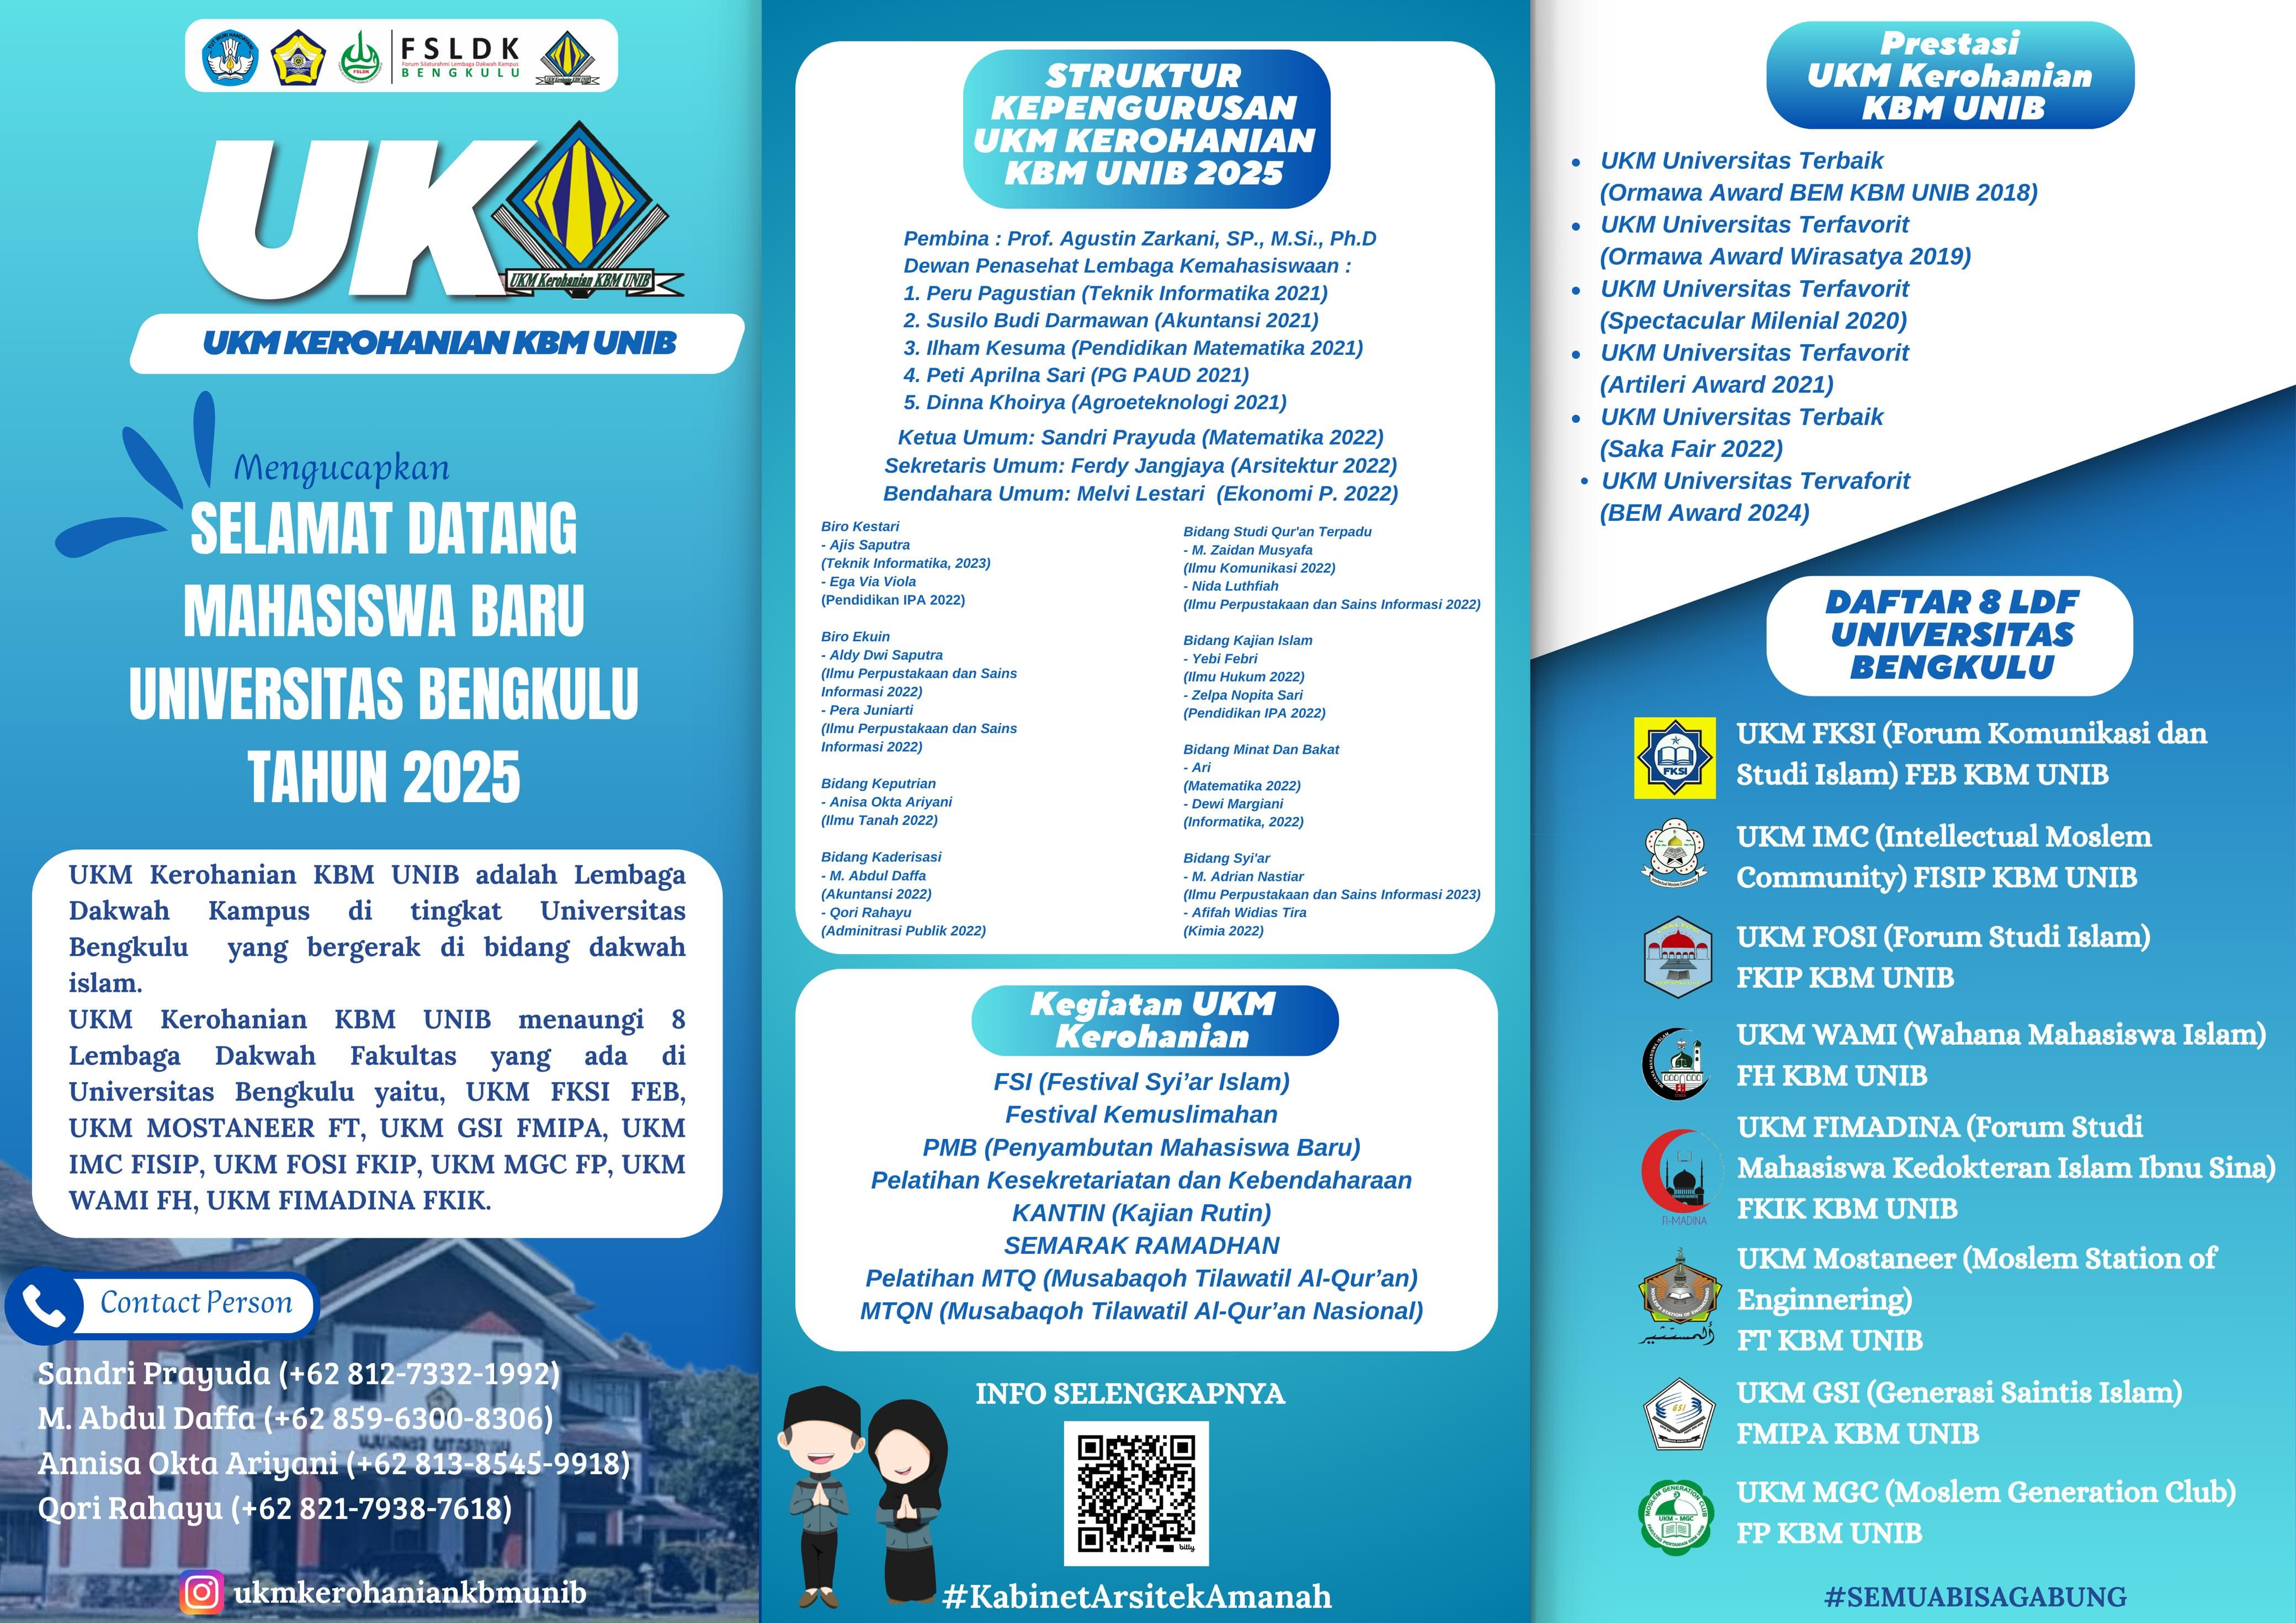 FSLDK
Forum Silaturahmi Lembaga Dakwah Kampus
BENGKULU
UK
UKM Kerohanian KBM UNIB
UKM KEROHANIAN KBM UNIB
Mengucapkan
SELAMAT DATANG
MAHASISWA BARU
UNIVERSITAS BENGKULU
TAHUN 2025
UKM Kerohanian KBM UNIB adalah Lembaga
Dakwah Kampus di tingkat Universitas
Bengkulu yang bergerak di bidang dakwah
islam.
UKM Kerohanian KBM UNIB menaungi 8
Lembaga Dakwah Fakultas yang ada di
Universitas Bengkulu yaitu, UKM FKSI FEB,
UKM MOSTANEER FT, UKM GSI FMIPA, UKM
IMC FISIP, UKM FOSI FKIP, UKM MGC FP, UKM
WAMI FH, UKM FIMADINA FKIK.
Contact Person
Sandri Prayuda (+62 812-7332-1992)
M. Abdul Daffa (+62 859-6300-8306)
Annisa Okta Ariyani (+62 813-8545-9918)
Qori Rahayu (+62 821-7938-7618)
ukmkerohaniankbmunib
STRUKTUR
KEPENGURUSAN
UKM KEROHANIAN
KBM UNIB 2025
Pembina : Prof. Agustin Zarkani, SP., M.Si., Ph.D
Dewan Penasehat Lembaga Kemahasiswaan :
1. Peru Pagustian (Teknik Informatika 2021)
2. Susilo Budi Darmawan (Akuntansi 2021)
3. Ilham Kesuma (Pendidikan Matematika 2021)
4. Peti Aprilna Sari (PG PAUD 2021)
5. Dinna Khoirya (Agroeteknologi 2021)
Ketua Umum: Sandri Prayuda (Matematika 2022)
Sekretaris Umum: Ferdy Jangjaya (Arsitektur 2022)
Bendahara Umum: Melvi Lestari (Ekonomi P. 2022)
Biro Kestari
- Ajis Saputra
(Teknik Informatika, 2023)
- Ega Via Viola
(Pendidikan IPA 2022)
Biro Ekuin
- Aldy Dwi Saputra
(Ilmu Perpustakaan dan Sains
Informasi 2022)
- Pera Juniarti
(Ilmu Perpustakaan dan Sains
Informasi 2022)
Bidang Keputrian
- Anisa Okta Ariyani
(Ilmu Tanah 2022)
Bidang Kaderisasi
- M. Abdul Daffa
(Akuntansi 2022)
- Qori Rahayu
(Adminitrasi Publik 2022)
Bidang Studi Qur'an Terpadu
- M. Zaidan Musyafa
(Ilmu Komunikasi 2022)
- Nida Luthfiah
(Ilmu Perpustakaan dan Sains Informasi 2022)
Bidang Kajian Islam
- Yebi Febri
(Ilmu Hukum 2022)
- Zelpa Nopita Sari
(Pendidikan IPA 2022)
Bidang Minat Dan Bakat
- Ari
(Matematika 2022)
- Dewi Margiani
(Informatika, 2022)
Bidang Syi'ar
- M. Adrian Nastiar
(Ilmu Perpustakaan dan Sains Informasi 2023)
- Afifah Widias Tira
(Kimia 2022)
Kegiatan UKM
Kerohanian
FSI (Festival Syi’ar Islam)
Festival Kemuslimahan
PMB (Penyambutan Mahasiswa Baru)
Pelatihan Kesekretariatan dan Kebendaharaan
KANTIN (Kajian Rutin)
SEMARAK RAMADHAN
Pelatihan MTQ (Musabaqoh Tilawatil Al-Qur’an)
MTQN (Musabaqoh Tilawatil Al-Qur’an Nasional)
INFO SELENGKAPNYA
bitly
#KabinetArsitekAmanah
Prestasi
UKM Kerohanian
KBM UNIB
• UKM Universitas Terbaik
(Ormawa Award BEM KBM UNIB 2018)
• UKM Universitas Terfavorit
(Ormawa Award Wirasatya 2019)
• UKM Universitas Terfavorit
(Spectacular Milenial 2020)
• UKM Universitas Terfavorit
(Artileri Award 2021)
• UKM Universitas Terbaik
(Saka Fair 2022)
• UKM Universitas Tervaforit
(BEM Award 2024)
DAFTAR 8 LDF
UNIVERSITAS
BENGKULU
FKSI
UKM FKSI (Forum Komunikasi dan
Studi Islam) FEB KBM UNIB
UKM IMC (Intellectual Moslem
Community) FISIP KBM UNIB
UKM FOSI (Forum Studi Islam)
FKIP KBM UNIB
UKM WAMI (Wahana Mahasiswa Islam)
FH KBM UNIB
FI-MADINA
UKM FIMADINA (Forum Studi
Mahasiswa Kedokteran Islam Ibnu Sina)
FKIK KBM UNIB
المستنير
UKM Mostaneer (Moslem Station of
Enginnering)
FT KBM UNIB
GSI
UKM GSI (Generasi Saintis Islam)
FMIPA KBM UNIB
MOSLEM GENERATION CLUB
UKM - MGC
UKM MGC (Moslem Generation Club)
FP KBM UNIB
#SEMUABISAGABUNG